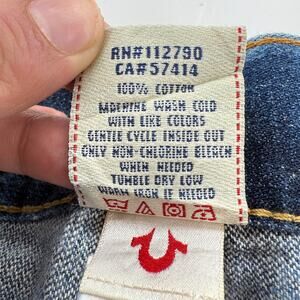 RN#112790
CA#57414
100% COTTON
MACHINE WASH COLD
WITH LIKE COLORS
GENTLE CYCLE INSIDE OUT
ONLY NON-CHLORINE BLEACH
WHEN NEEDED
TUMBLE DRY LOW
WARM IRON IF NEEDED